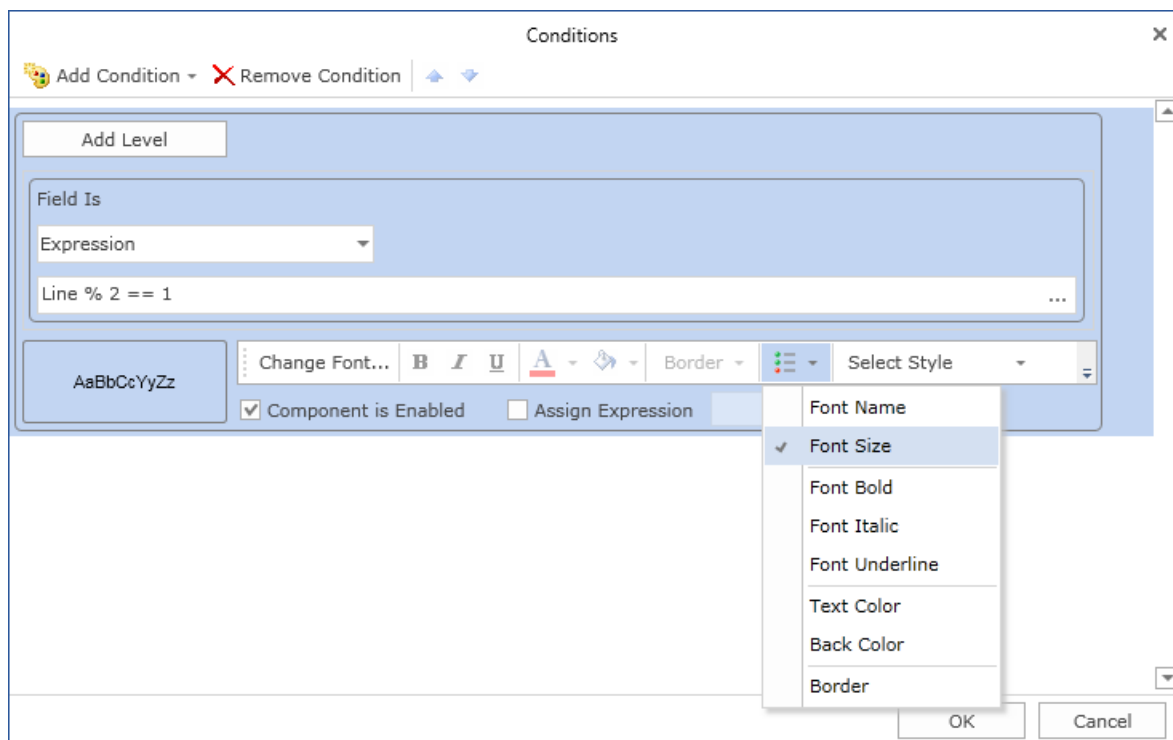 Conditions
Add Condition Remove Condition
Add Level
Field Is
Expression
Line % 2 == 1
...
AaBbCcYyZz
Change Font... B I U A Border Select Style
Component is Enabled Assign Expression
Font Name
Font Size
Font Bold
Font Italic
Font Underline
Text Color
Back Color
Border
OK Cancel